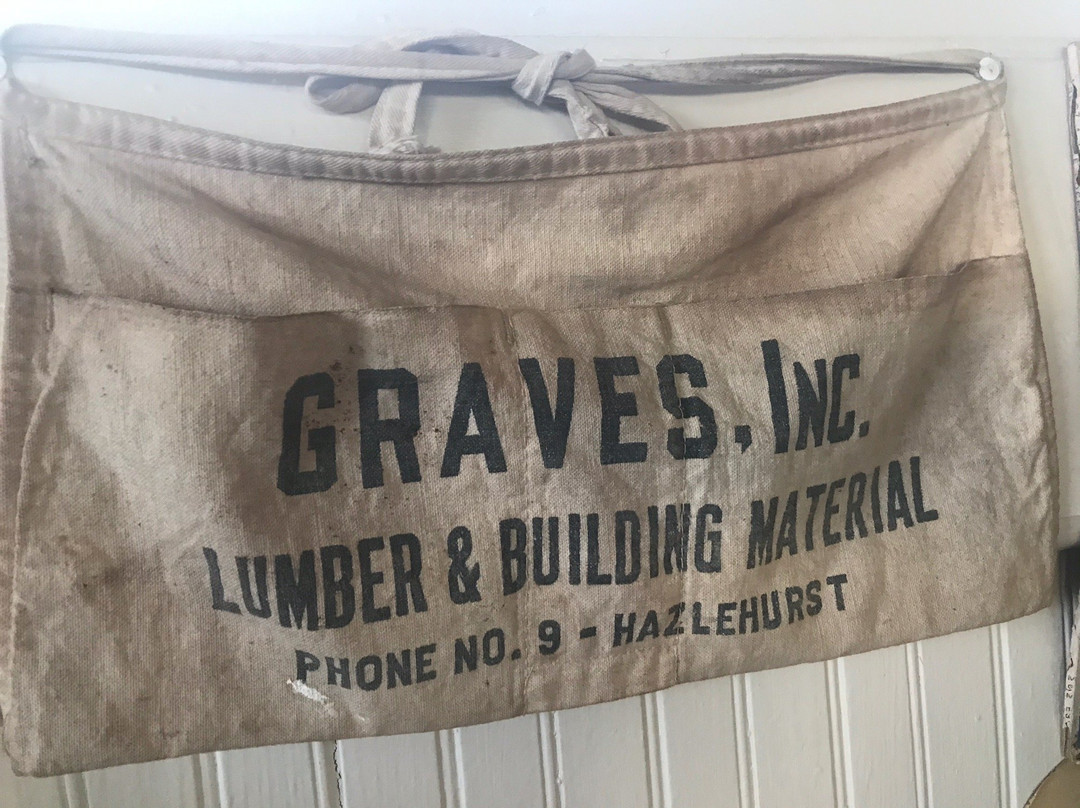 GRAVES, INC.
LUMBER & BUILDING MATERIAL
PHONE NO. 9 - HAZLEHURST